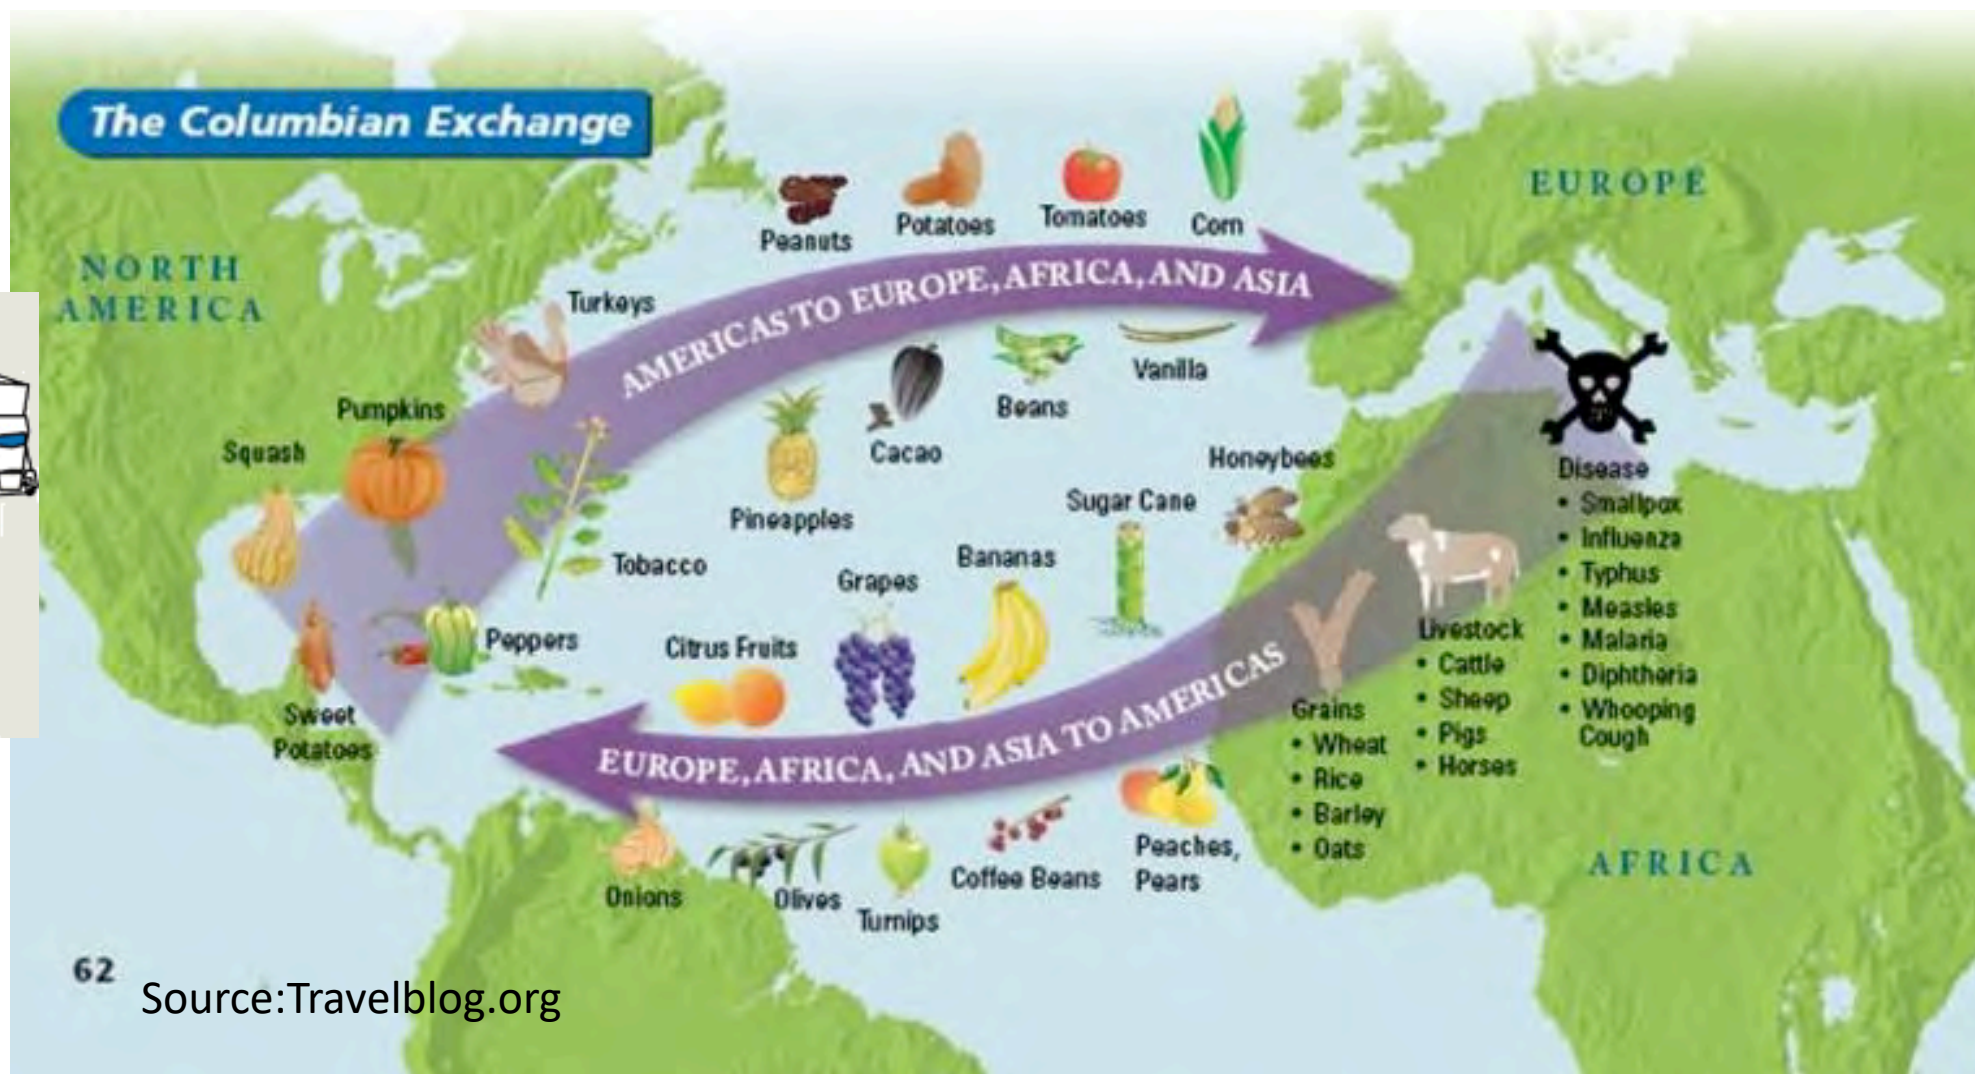 The Columbian Exchange
NORTH
AMERICA
EUROPE
Peanuts
Potatoes
Tomatoes
Corn
Turkeys
AMERICAS TO EUROPE, AFRICA, AND ASIA
Pumpkins
Squash
Pineapples
Cacao
Beans
Vanilla
Tobacco
Peppers
Sweet
Potatoes
Honeybees
Sugar Cane
Bananas
Grapes
Citrus Fruits
EUROPE, AFRICA, AND ASIA TO AMERICAS
Onions
Olives
Turnips
Coffee Beans
Peaches,
Pears
Grains
• Wheat
• Rice
• Barley
• Oats
Livestock
• Cattle
• Sheep
• Pigs
• Horses
Disease
• Smallpox
• Influenza
• Typhus
• Measles
• Malaria
• Diphtheria
• Whooping
Cough
AFRICA
62
Source:Travelblog.org